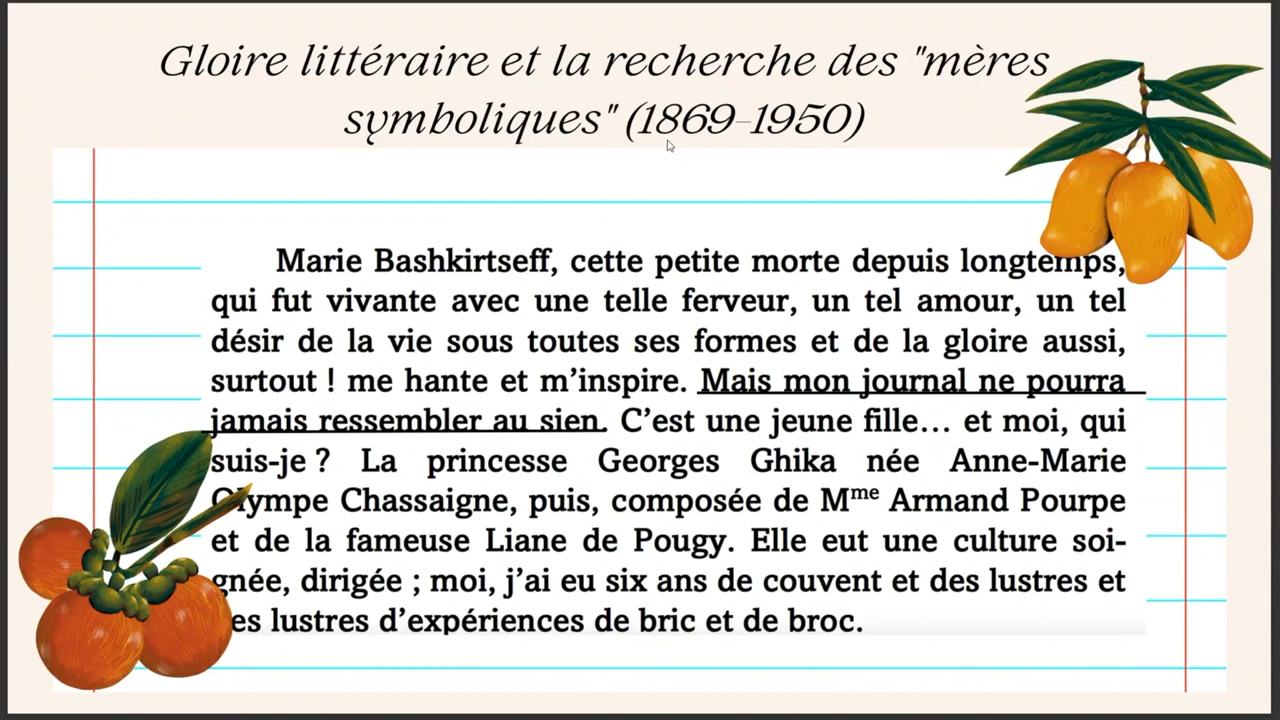 Gloire littéraire et la recherche des "mères
symboliques" (1869-1950)
Marie Bashkirtseff, cette petite morte depuis longtemps,
qui fut vivante avec une telle ferveur, un tel amour, un tel
désir de la vie sous toutes ses formes et de la gloire aussi,
surtout ! me hante et m’inspire. Mais mon journal ne pourra
jamais ressembler au sien. C’est une jeune fille… et moi, qui
suis-je ? La princesse Georges Ghika née Anne-Marie
Olympe Chassaigne, puis, composée de Mme Armand Pourpe
et de la fameuse Liane de Pougy. Elle eut une culture soi-
gnée, dirigée ; moi, j’ai eu six ans de couvent et des lustres et
des lustres d’expériences de bric et de broc.